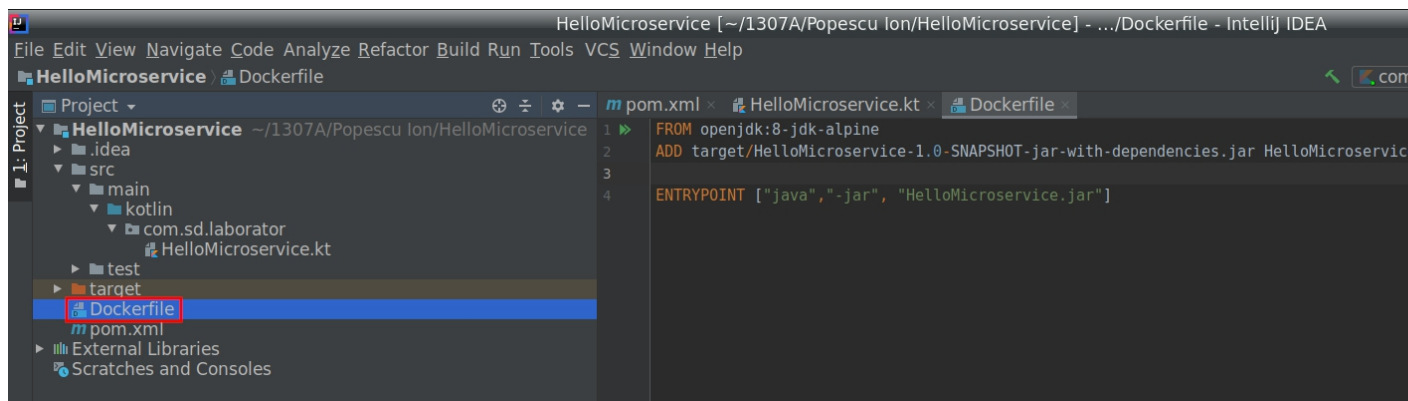 HelloMicroservice [~/1307A/Popescu Ion/HelloMicroservice] - .../Dockerfile - IntelliJ IDEA
File Edit View Navigate Code Analyze Refactor Build Run Tools VCS Window Help
HelloMicroservice Dockerfile
com
1: Project
Project
HelloMicroservice ~/1307A/Popescu Ion/HelloMicroservice
.idea
src
main
kotlin
com.sd.laborator
HelloMicroservice.kt
test
target
Dockerfile
pom.xml
External Libraries
Scratches and Consoles
m pom.xml × HelloMicroservice.kt × Dockerfile ×
1 FROM openjdk:8-jdk-alpine
2 ADD target/HelloMicroservice-1.0-SNAPSHOT-jar-with-dependencies.jar HelloMicroservic
3
4 ENTRYPOINT ["java","-jar", "HelloMicroservice.jar"]